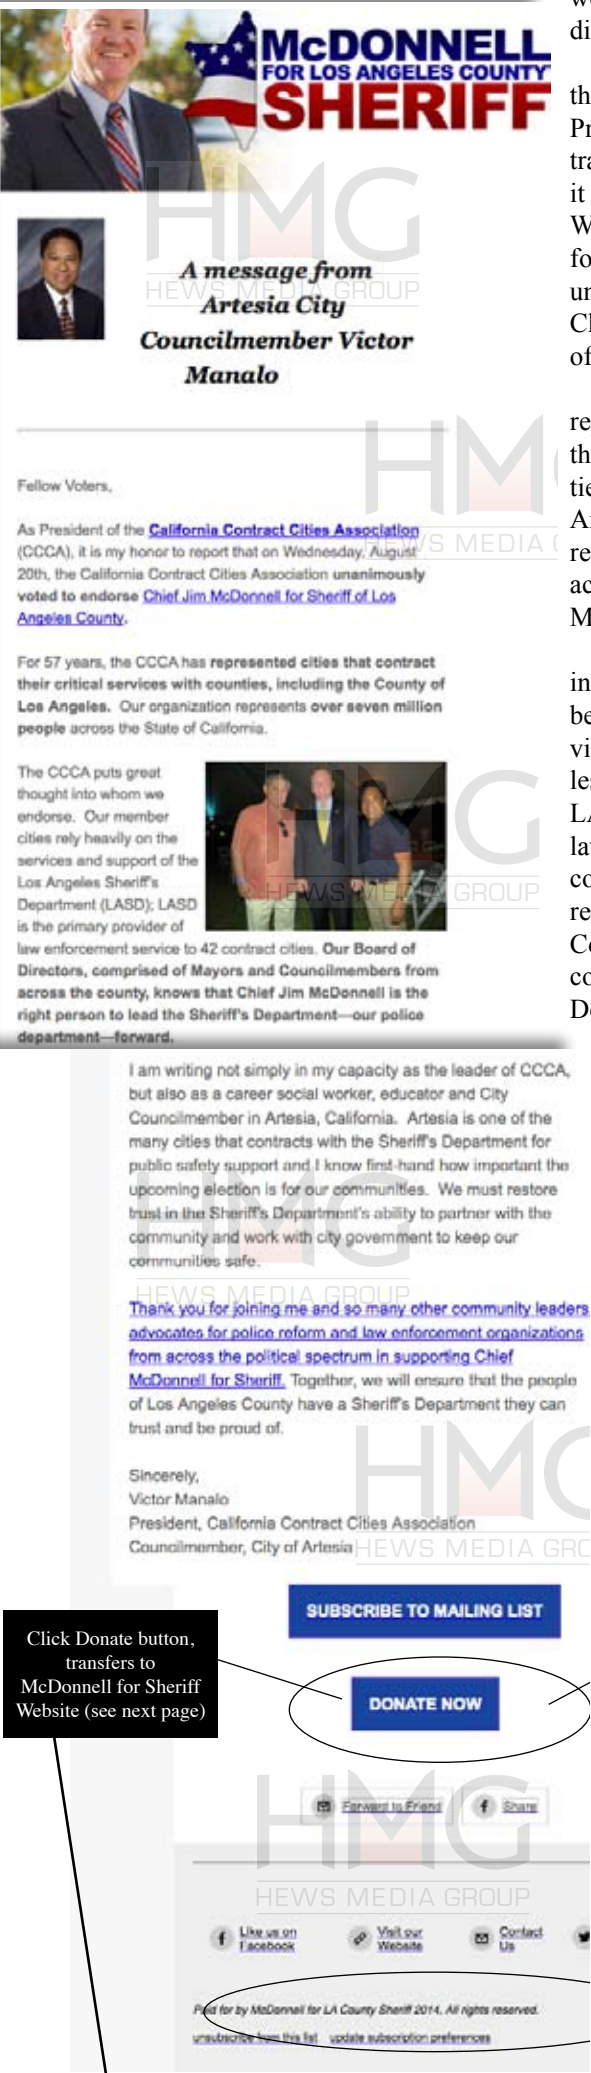 McDONNELL
FOR LOS ANGELES COUNTY
SHERIFF
A message from
Artesia City
Councilmember Victor
Manalo
Fellow Voters,
As President of the California Contract Cities Association
(CCCA), it is my honor to report that on Wednesday, August
20th, the California Contract Cities Association unanimously
voted to endorse Chief Jim McDonnell for Sheriff of Los
Angeles County.
For 57 years, the CCCA has represented cities that contract
their critical services with counties, including the County of
Los Angeles. Our organization represents over seven million
people across the State of California.
The CCCA puts great
thought into whom we
endorse. Our member
cities rely heavily on the
services and support of the
Los Angeles Sheriff's
Department (LASD); LASD
is the primary provider of
law enforcement service to 42 contract cities. Our Board of
Directors, comprised of Mayors and Councilmembers from
across the county, knows that Chief Jim McDonnell is the
right person to lead the Sheriff's Department—our police
department—forward.
I am writing not simply in my capacity as the leader of CCCA,
but also as a career social worker, educator and City
Councilmember in Artesia, California. Artesia is one of the
many cities that contracts with the Sheriff's Department for
public safety support and I know first-hand how important the
upcoming election is for our communities. We must restore
trust in the Sheriff's Department's ability to partner with the
community and work with city government to keep our
communities safe.
Thank you for joining me and so many other community leaders
advocates for police reform and law enforcement organizations
from across the political spectrum in supporting Chief
McDonnell for Sheriff. Together, we will ensure that the people
of Los Angeles County have a Sheriff's Department they can
trust and be proud of.
Sincerely,
Victor Manalo
President, California Contract Cities Association
Councilmember, City of Artesia
SUBSCRIBE TO MAILING LIST
Click Donate button,
transfers to
McDonnell for Sheriff
Website (see next page)
DONATE NOW
Forward to Friend Share
Like us on Facebook Visit our Website Contact Us
Paid for by McDonnell for LA County Sheriff 2014, All rights reserved.
unsubscribe from this list update subscription preferences
HMG
HEWS MEDIA GROUP